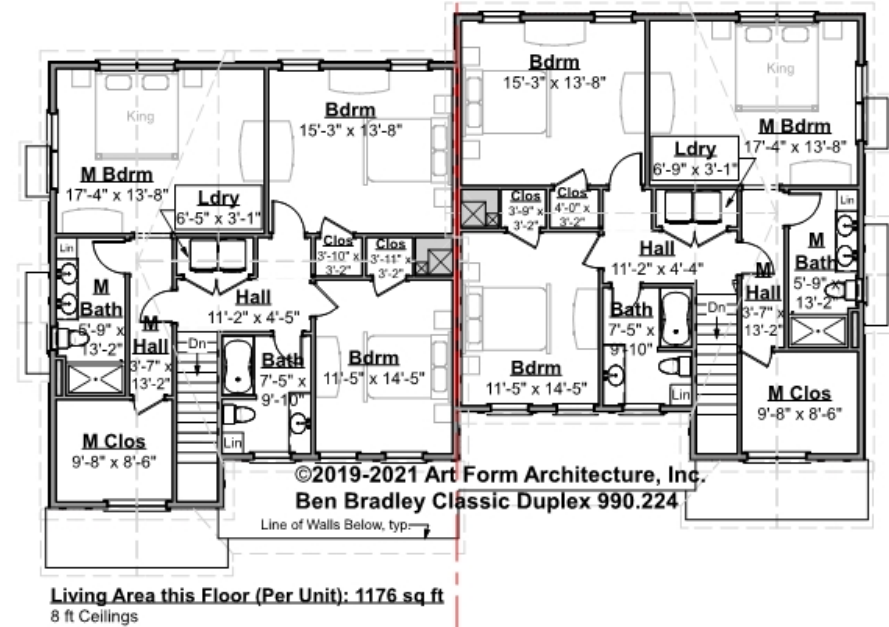 King
M Bdrm
17'-4" x 13'-8"
Ldry
6'-5" x 3'-1"
Bdrm
15'-3" x 13'-8"
Clos
3'-10" x
3'-2"
Clos
3'-11" x
3'-2"
Lin
M
Bath
5'-9" x
13'-2"
M
Hall
3'-7" x
13'-2"
Hall
11'-2" x 4'-5"
Dn
Bath
7'-5" x
9'-10"
Lin
Bdrm
11'-5" x 14'-5"
M Clos
9'-8" x 8'-6"
Bdrm
15'-3" x 13'-8"
King
M Bdrm
17'-4" x 13'-8"
Ldry
6'-9" x 3'-1"
Clos
3'-9" x
3'-2"
Clos
4'-0" x
3'-2"
Hall
11'-2" x 4'-4"
Lin
M
Bath
5'-9" x
13'-2"
M
Hall
3'-7" x
13'-2"
Dn
Bath
7'-5" x
9'-10"
Lin
Bdrm
11'-5" x 14'-5"
M Clos
9'-8" x 8'-6"
©2019-2021 Art Form Architecture, Inc.
Ben Bradley Classic Duplex 990.224
Line of Walls Below, typ.
Living Area this Floor (Per Unit): 1176 sq ft
8 ft Ceilings